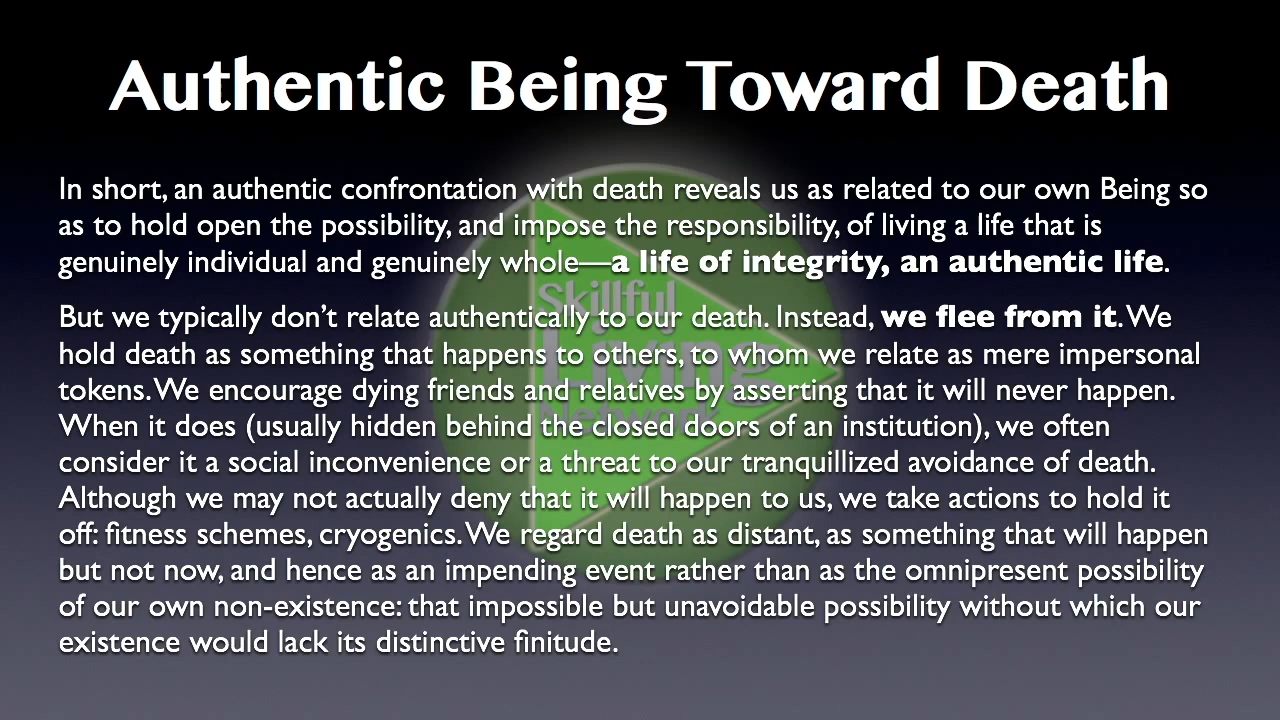 Authentic Being Toward Death
In short, an authentic confrontation with death reveals us as related to our own Being so
as to hold open the possibility, and impose the responsibility, of living a life that is
genuinely individual and genuinely whole—a life of integrity, an authentic life.
But we typically don’t relate authentically to our death. Instead, we flee from it. We
hold death as something that happens to others, to whom we relate as mere impersonal
tokens. We encourage dying friends and relatives by asserting that it will never happen.
When it does (usually hidden behind the closed doors of an institution), we often
consider it a social inconvenience or a threat to our tranquillized avoidance of death.
Although we may not actually deny that it will happen to us, we take actions to hold it
off: fitness schemes, cryogenics. We regard death as distant, as something that will happen
but not now, and hence as an impending event rather than as the omnipresent possibility
of our own non-existence: that impossible but unavoidable possibility without which our
existence would lack its distinctive finitude.
Skillful
Living
Network